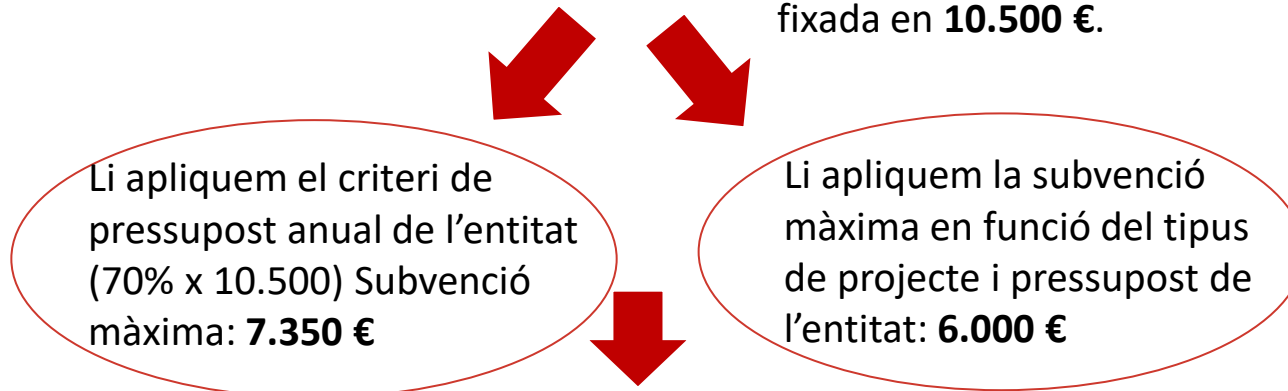 fixada en 10.500 €.
Li apliquem el criteri de
pressupost anual de l’entitat
(70% x 10.500) Subvenció
màxima: 7.350 €
Li apliquem la subvenció
màxima en funció del tipus
de projecte i pressupost de
l’entitat: 6.000 €